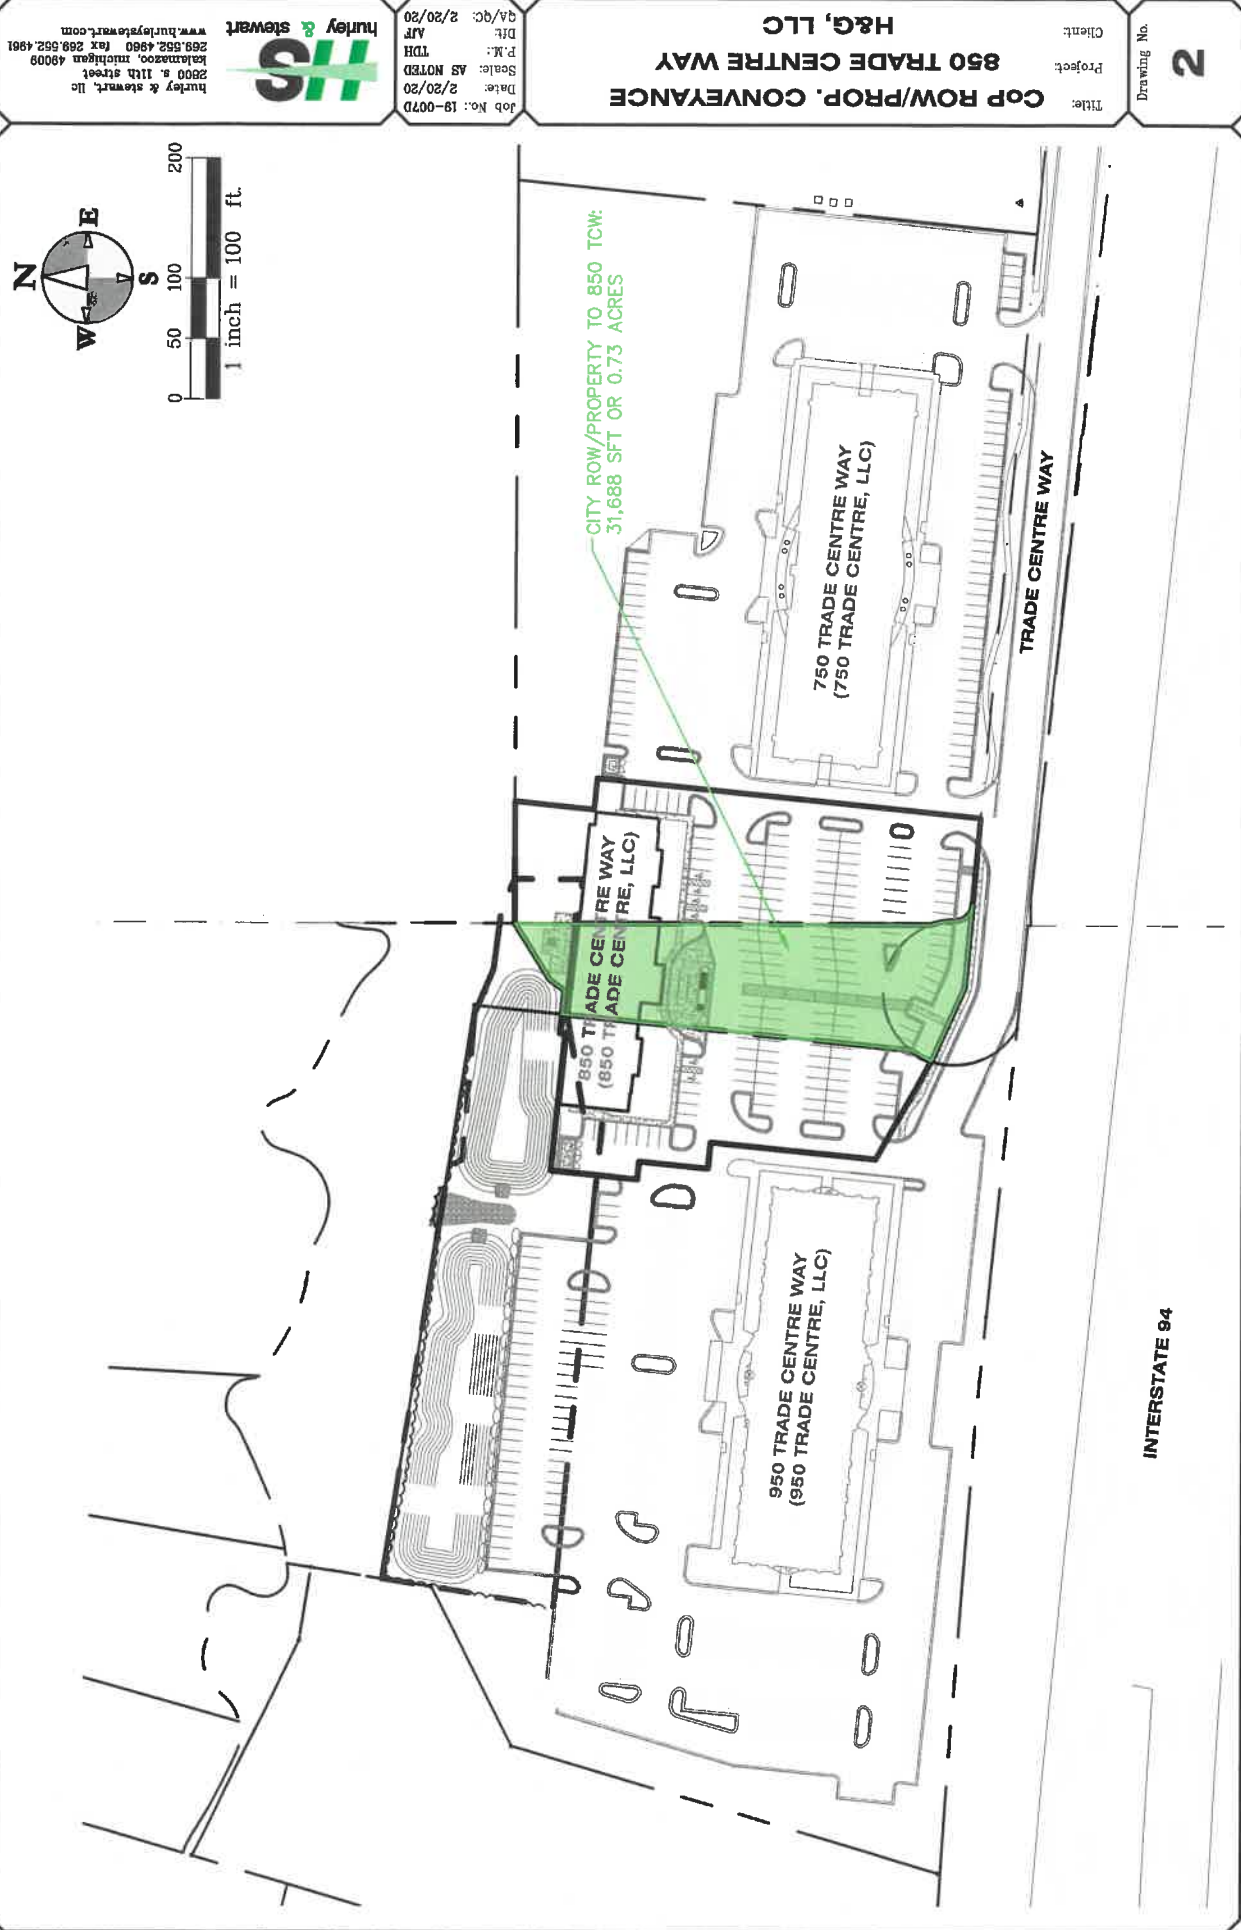 hurley & stewart
hurley & stewart, llc
2800 s. 11th street
kalamazoo, michigan 49009
269.552.4960 fax 269.552.4961
www.hurleystewart.com
Job No.: 19-007D
Date: 2/20/20
Scale: AS NOTED
P.M.: TDH
Dft: AJF
QA/QC: 2/20/20
Title: CoP ROW/PROP. CONVEYANCE
Project: 850 TRADE CENTRE WAY
Client: H&G, LLC
Drawing No.
2
N
W
E
S
0 50 100 200
1 inch = 100 ft.
CITY ROW/PROPERTY TO 850 TCW:
31,688 SFT OR 0.73 ACRES
750 TRADE CENTRE WAY
(750 TRADE CENTRE, LLC)
850 TRADE CENTRE WAY
(850 TRADE CENTRE, LLC)
950 TRADE CENTRE WAY
(950 TRADE CENTRE, LLC)
TRADE CENTRE WAY
INTERSTATE 94